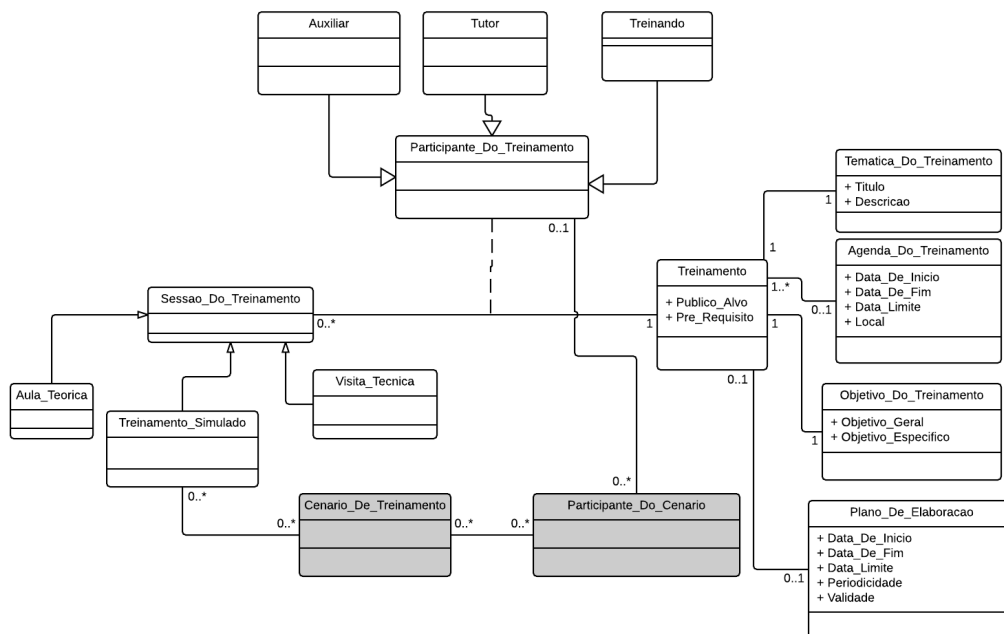 Auxiliar
Tutor
Treinando
Participante_Do_Treinamento
0..1
Tematica_Do_Treinamento
+ Titulo
+ Descricao
1
1
Agenda_Do_Treinamento
+ Data_De_Inicio
+ Data_De_Fim
+ Data_Limite
+ Local
1..*
0..1
Treinamento
+ Publico_Alvo
+ Pre_Requisito
1
1
0..1
Sessao_Do_Treinamento
0..*
Aula_Teorica
Visita_Tecnica
Treinamento_Simulado
0..*
Objetivo_Do_Treinamento
+ Objetivo_Geral
+ Objetivo_Especifico
1
Cenario_De_Treinamento
0..*
0..*
Participante_Do_Cenario
0..*
0..*
Plano_De_Elaboracao
+ Data_De_Inicio
+ Data_De_Fim
+ Data_Limite
+ Periodicidade
+ Validade
0..1